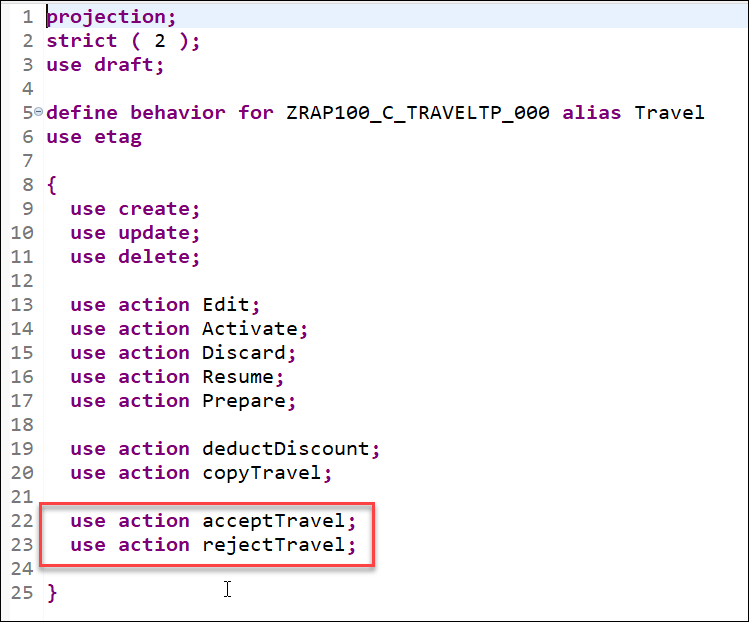 1 projection;
2 strict ( 2 );
3 use draft;
4
5 define behavior for ZRAP100_C_TRAVELTP_000 alias Travel
6 use etag
7
8 {
9 use create;
10 use update;
11 use delete;
12
13 use action Edit;
14 use action Activate;
15 use action Discard;
16 use action Resume;
17 use action Prepare;
18
19 use action deductDiscount;
20 use action copyTravel;
21
22 use action acceptTravel;
23 use action rejectTravel;
24
25 }